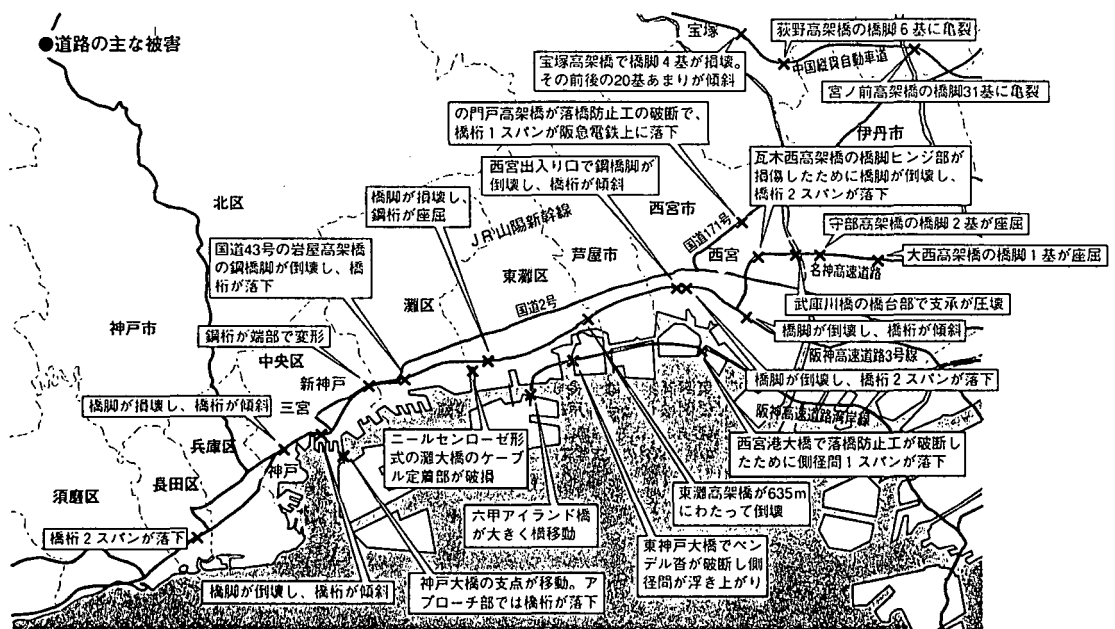 ●道路の主な被害
宝塚
荻野高架橋の橋脚6基に亀裂
宝塚高架橋で橋脚4基が損壊。
その前後の20基あまりが傾斜
中国縦貫自動車道
宮ノ前高架橋の橋脚31基に亀裂
の門戸高架橋が落橋防止工の破断で、
橋桁1スパンが阪急電鉄上に落下
伊丹市
西宮出入り口で鋼橋脚が
倒壊し、橋桁が傾斜
瓦木西高架橋の橋脚ヒンジ部が
損傷したために橋脚が倒壊し、
橋桁2スパンが落下
橋脚が損壊し、
鋼桁が座屈
北区
JR山陽新幹線
西宮市
国道171号
守部高架橋の橋脚2基が座屈
国道43号の岩屋高架橋
の鋼橋脚が倒壊し、橋
桁が落下
芦屋市
西宮
名神高速道路
大西高架橋の橋脚1基が座屈
東灘区
灘区
国道2号
武庫川橋の橋台部で支承が圧壊
神戸市
鋼桁が端部で変形
橋脚が倒壊し、橋桁が傾斜
中央区
新神戸
阪神高速道路3号線
橋脚が倒壊し、橋桁2スパンが落下
橋脚が損壊し、橋桁が傾斜
三宮
阪神高速道路湾岸線
兵庫区
神戸
ニールセンローゼ形
式の灘大橋のケーブ
ル定着部が破損
西宮港大橋で落橋防止工が破断し
たために側径間1スパンが落下
長田区
須磨区
東灘高架橋が635m
にわたって倒壊
六甲アイランド橋
が大きく横移動
橋桁2スパンが落下
東神戸大橋でペン
デル沓が破断し側
径間が浮き上がり
橋脚が倒壊し、橋桁が傾斜
神戸大橋の支点が移動。ア
プローチ部では橋桁が落下